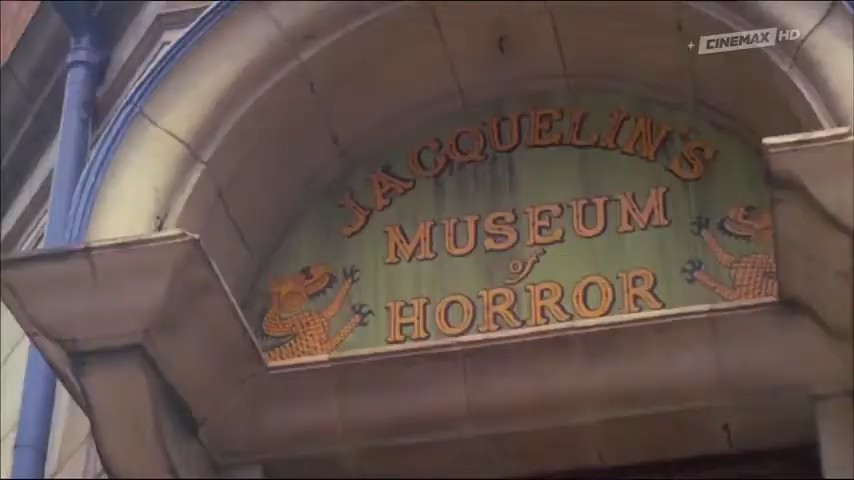 CINEMAX HD
JACQUELIN'S
MUSEUM
of
HORROR